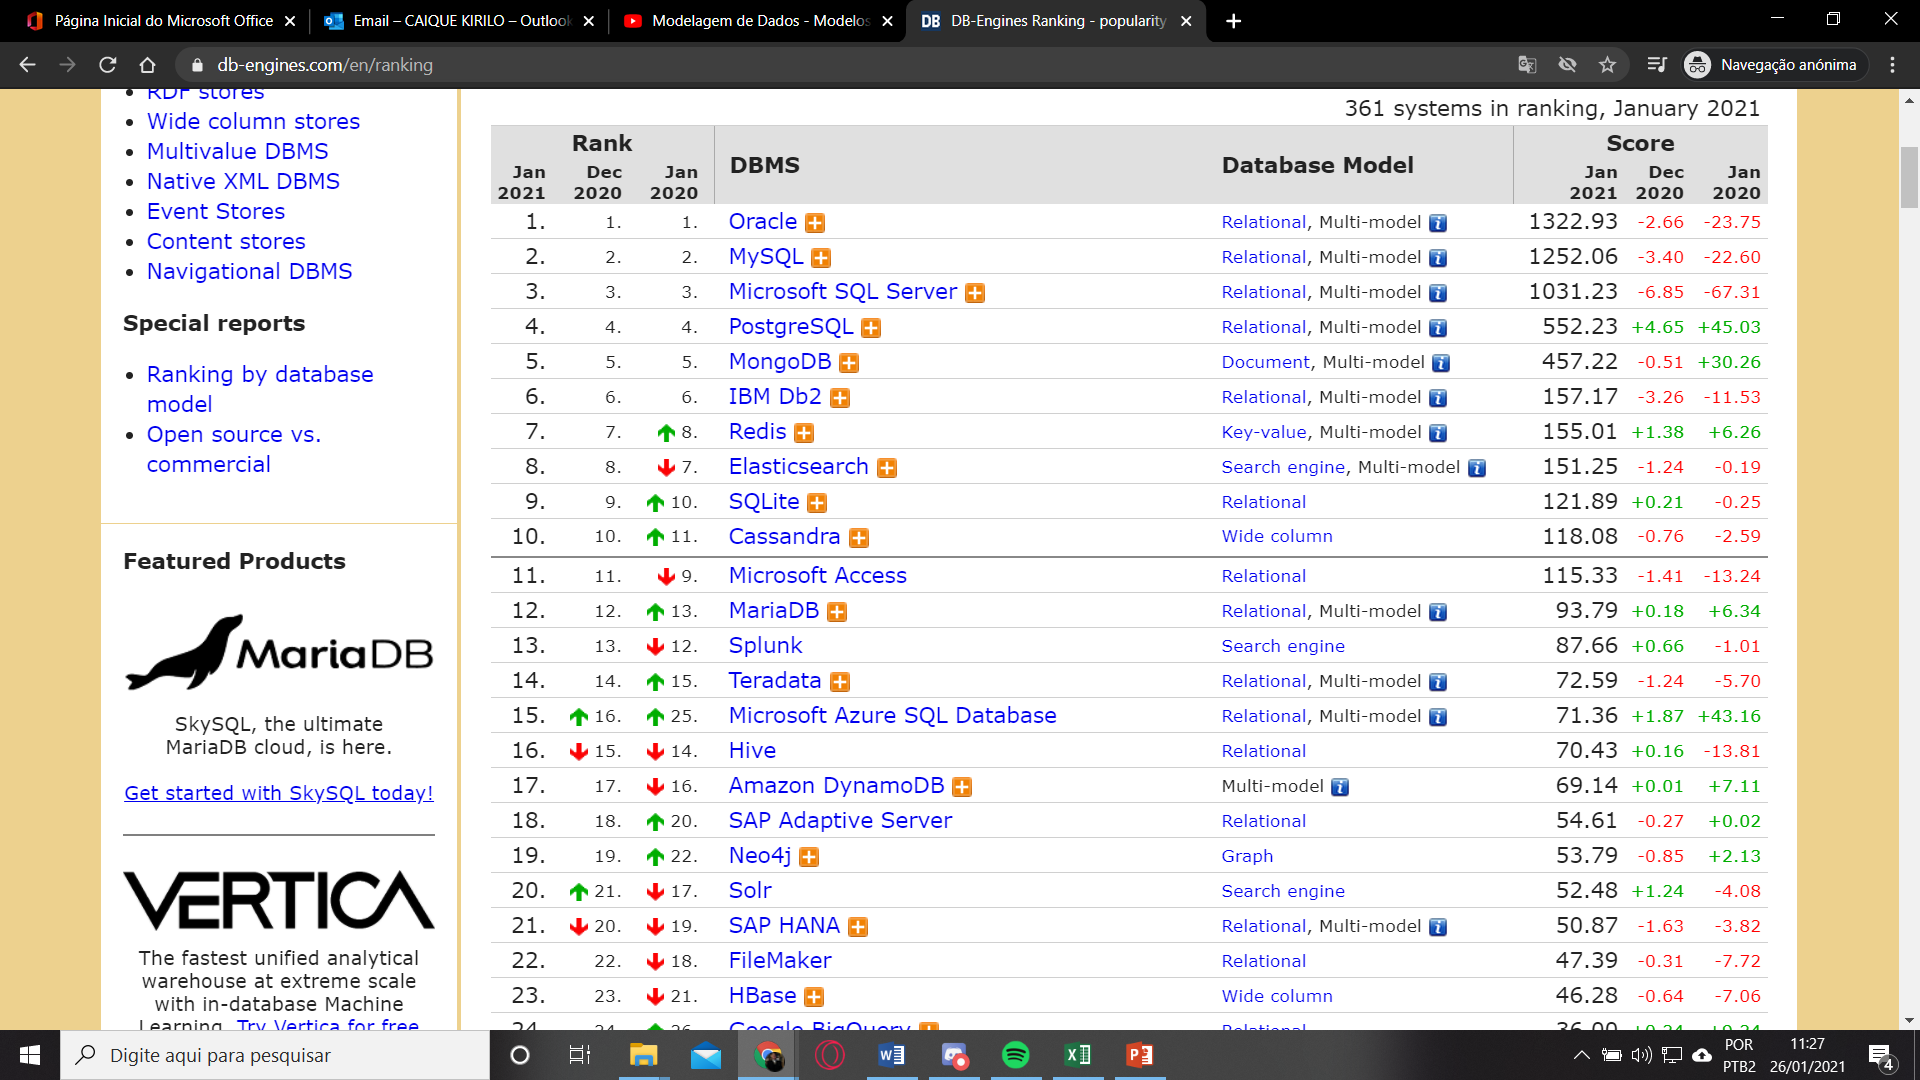 Página Inicial do Microsoft Office
Email – CAIQUE KIRILO – Outlook
Modelagem de Dados - Modelos
DB DB-Engines Ranking - popularity
db-engines.com/en/ranking
Navegação anónima
RDF stores
Wide column stores
Multivalue DBMS
Native XML DBMS
Event Stores
Content stores
Navigational DBMS
Special reports
Ranking by database
model
Open source vs.
commercial
Featured Products
MariaDB
SkySQL, the ultimate
MariaDB cloud, is here.
Get started with SkySQL today!
VERTICA
The fastest unified analytical
warehouse at extreme scale
with in-database Machine
Learning. Try Vertica for free
361 systems in ranking, January 2021
Rank DBMS Database Model Score
Jan 2021 Dec 2020 Jan 2020 Jan 2021 Dec 2020 Jan 2020
1. 1. 1. Oracle Relational, Multi-model 1322.93 -2.66 -23.75
2. 2. 2. MySQL Relational, Multi-model 1252.06 -3.40 -22.60
3. 3. 3. Microsoft SQL Server Relational, Multi-model 1031.23 -6.85 -67.31
4. 4. 4. PostgreSQL Relational, Multi-model 552.23 +4.65 +45.03
5. 5. 5. MongoDB Document, Multi-model 457.22 -0.51 +30.26
6. 6. 6. IBM Db2 Relational, Multi-model 157.17 -3.26 -11.53
7. 7. 8. Redis Key-value, Multi-model 155.01 +1.38 +6.26
8. 8. 7. Elasticsearch Search engine, Multi-model 151.25 -1.24 -0.19
9. 9. 10. SQLite Relational 121.89 +0.21 -0.25
10. 10. 11. Cassandra Wide column 118.08 -0.76 -2.59
11. 11. 9. Microsoft Access Relational 115.33 -1.41 -13.24
12. 12. 13. MariaDB Relational, Multi-model 93.79 +0.18 +6.34
13. 13. 12. Splunk Search engine 87.66 +0.66 -1.01
14. 14. 15. Teradata Relational, Multi-model 72.59 -1.24 -5.70
15. 16. 25. Microsoft Azure SQL Database Relational, Multi-model 71.36 +1.87 +43.16
16. 15. 14. Hive Relational 70.43 +0.16 -13.81
17. 17. 16. Amazon DynamoDB Multi-model 69.14 +0.01 +7.11
18. 18. 20. SAP Adaptive Server Relational 54.61 -0.27 +0.02
19. 19. 22. Neo4j Graph 53.79 -0.85 +2.13
20. 21. 17. Solr Search engine 52.48 +1.24 -4.08
21. 20. 19. SAP HANA Relational, Multi-model 50.87 -1.63 -3.82
22. 22. 18. FileMaker Relational 47.39 -0.31 -7.72
23. 23. 21. HBase Wide column 46.28 -0.64 -7.06
24. 24. 26. Google BigQuery Relational 36.00
Digite aqui para pesquisar
POR
PTB2
11:27
26/01/2021
4